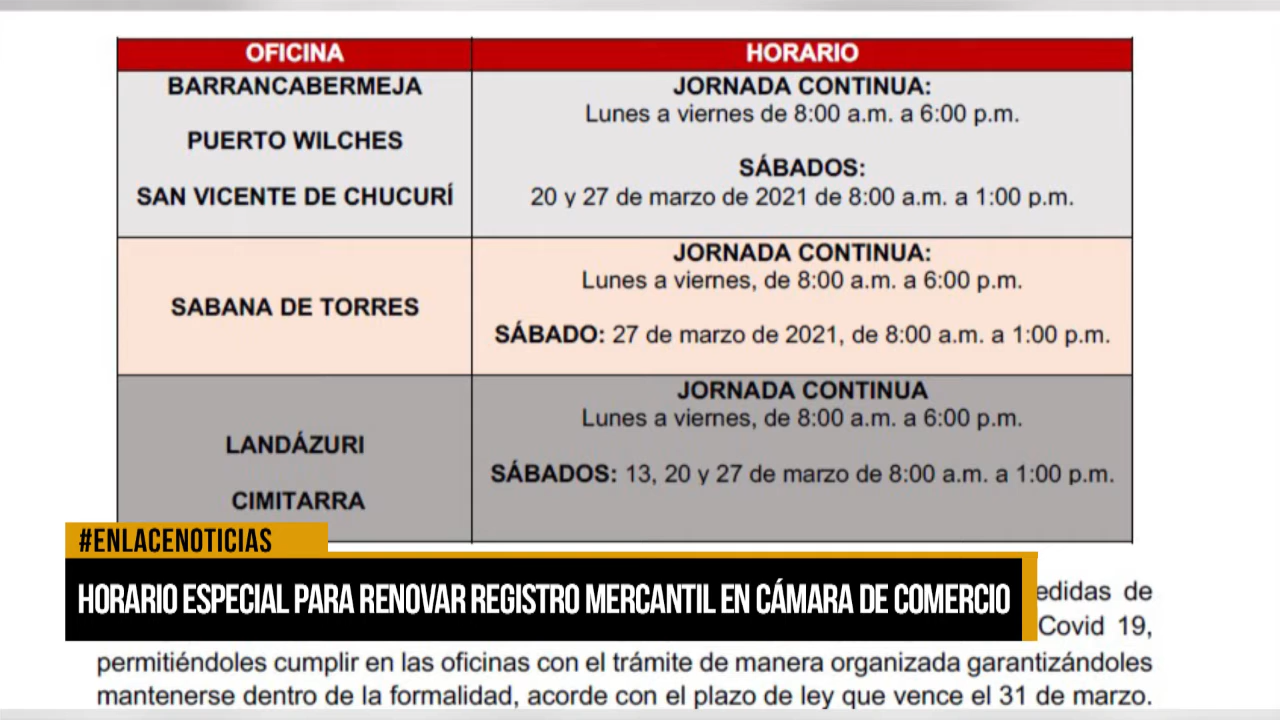 OFICINA
HORARIO
BARRANCABERMEJA
PUERTO WILCHES
SAN VICENTE DE CHUCURÍ
JORNADA CONTINUA:
Lunes a viernes de 8:00 a.m. a 6:00 p.m.
SÁBADOS:
20 y 27 de marzo de 2021 de 8:00 a.m. a 1:00 p.m.
SABANA DE TORRES
JORNADA CONTINUA:
Lunes a viernes, de 8:00 a.m. a 6:00 p.m.
SÁBADO: 27 de marzo de 2021, de 8:00 a.m. a 1:00 p.m.
LANDÁZURI
CIMITARRA
JORNADA CONTINUA
Lunes a viernes, de 8:00 a.m. a 6:00 p.m.
SÁBADOS: 13, 20 y 27 de marzo de 8:00 a.m. a 1:00 p.m.
#ENLACENOTICIAS
HORARIO ESPECIAL PARA RENOVAR REGISTRO MERCANTIL EN CÁMARA DE COMERCIO
edidas de
Covid 19,
permitiéndoles cumplir en las oficinas con el trámite de manera organizada garantizándoles
mantenerse dentro de la formalidad, acorde con el plazo de ley que vence el 31 de marzo.